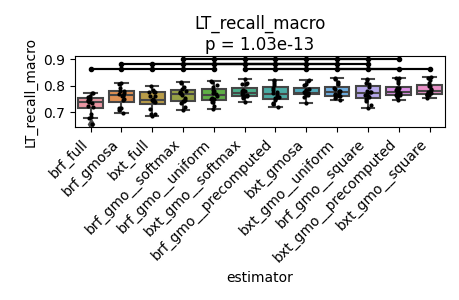 LT_recall_macro
p = 1.03e-13
LT_recall_macro
0.9
0.8
0.7
brf_full
brf_gmosa
bxt_full
brf_gmo__softmax
brf_gmo__uniform
bxt_gmo__softmax
brf_gmo__precomputed
bxt_gmosa
bxt_gmo__uniform
brf_gmo__square
bxt_gmo__precomputed
bxt_gmo__square
estimator